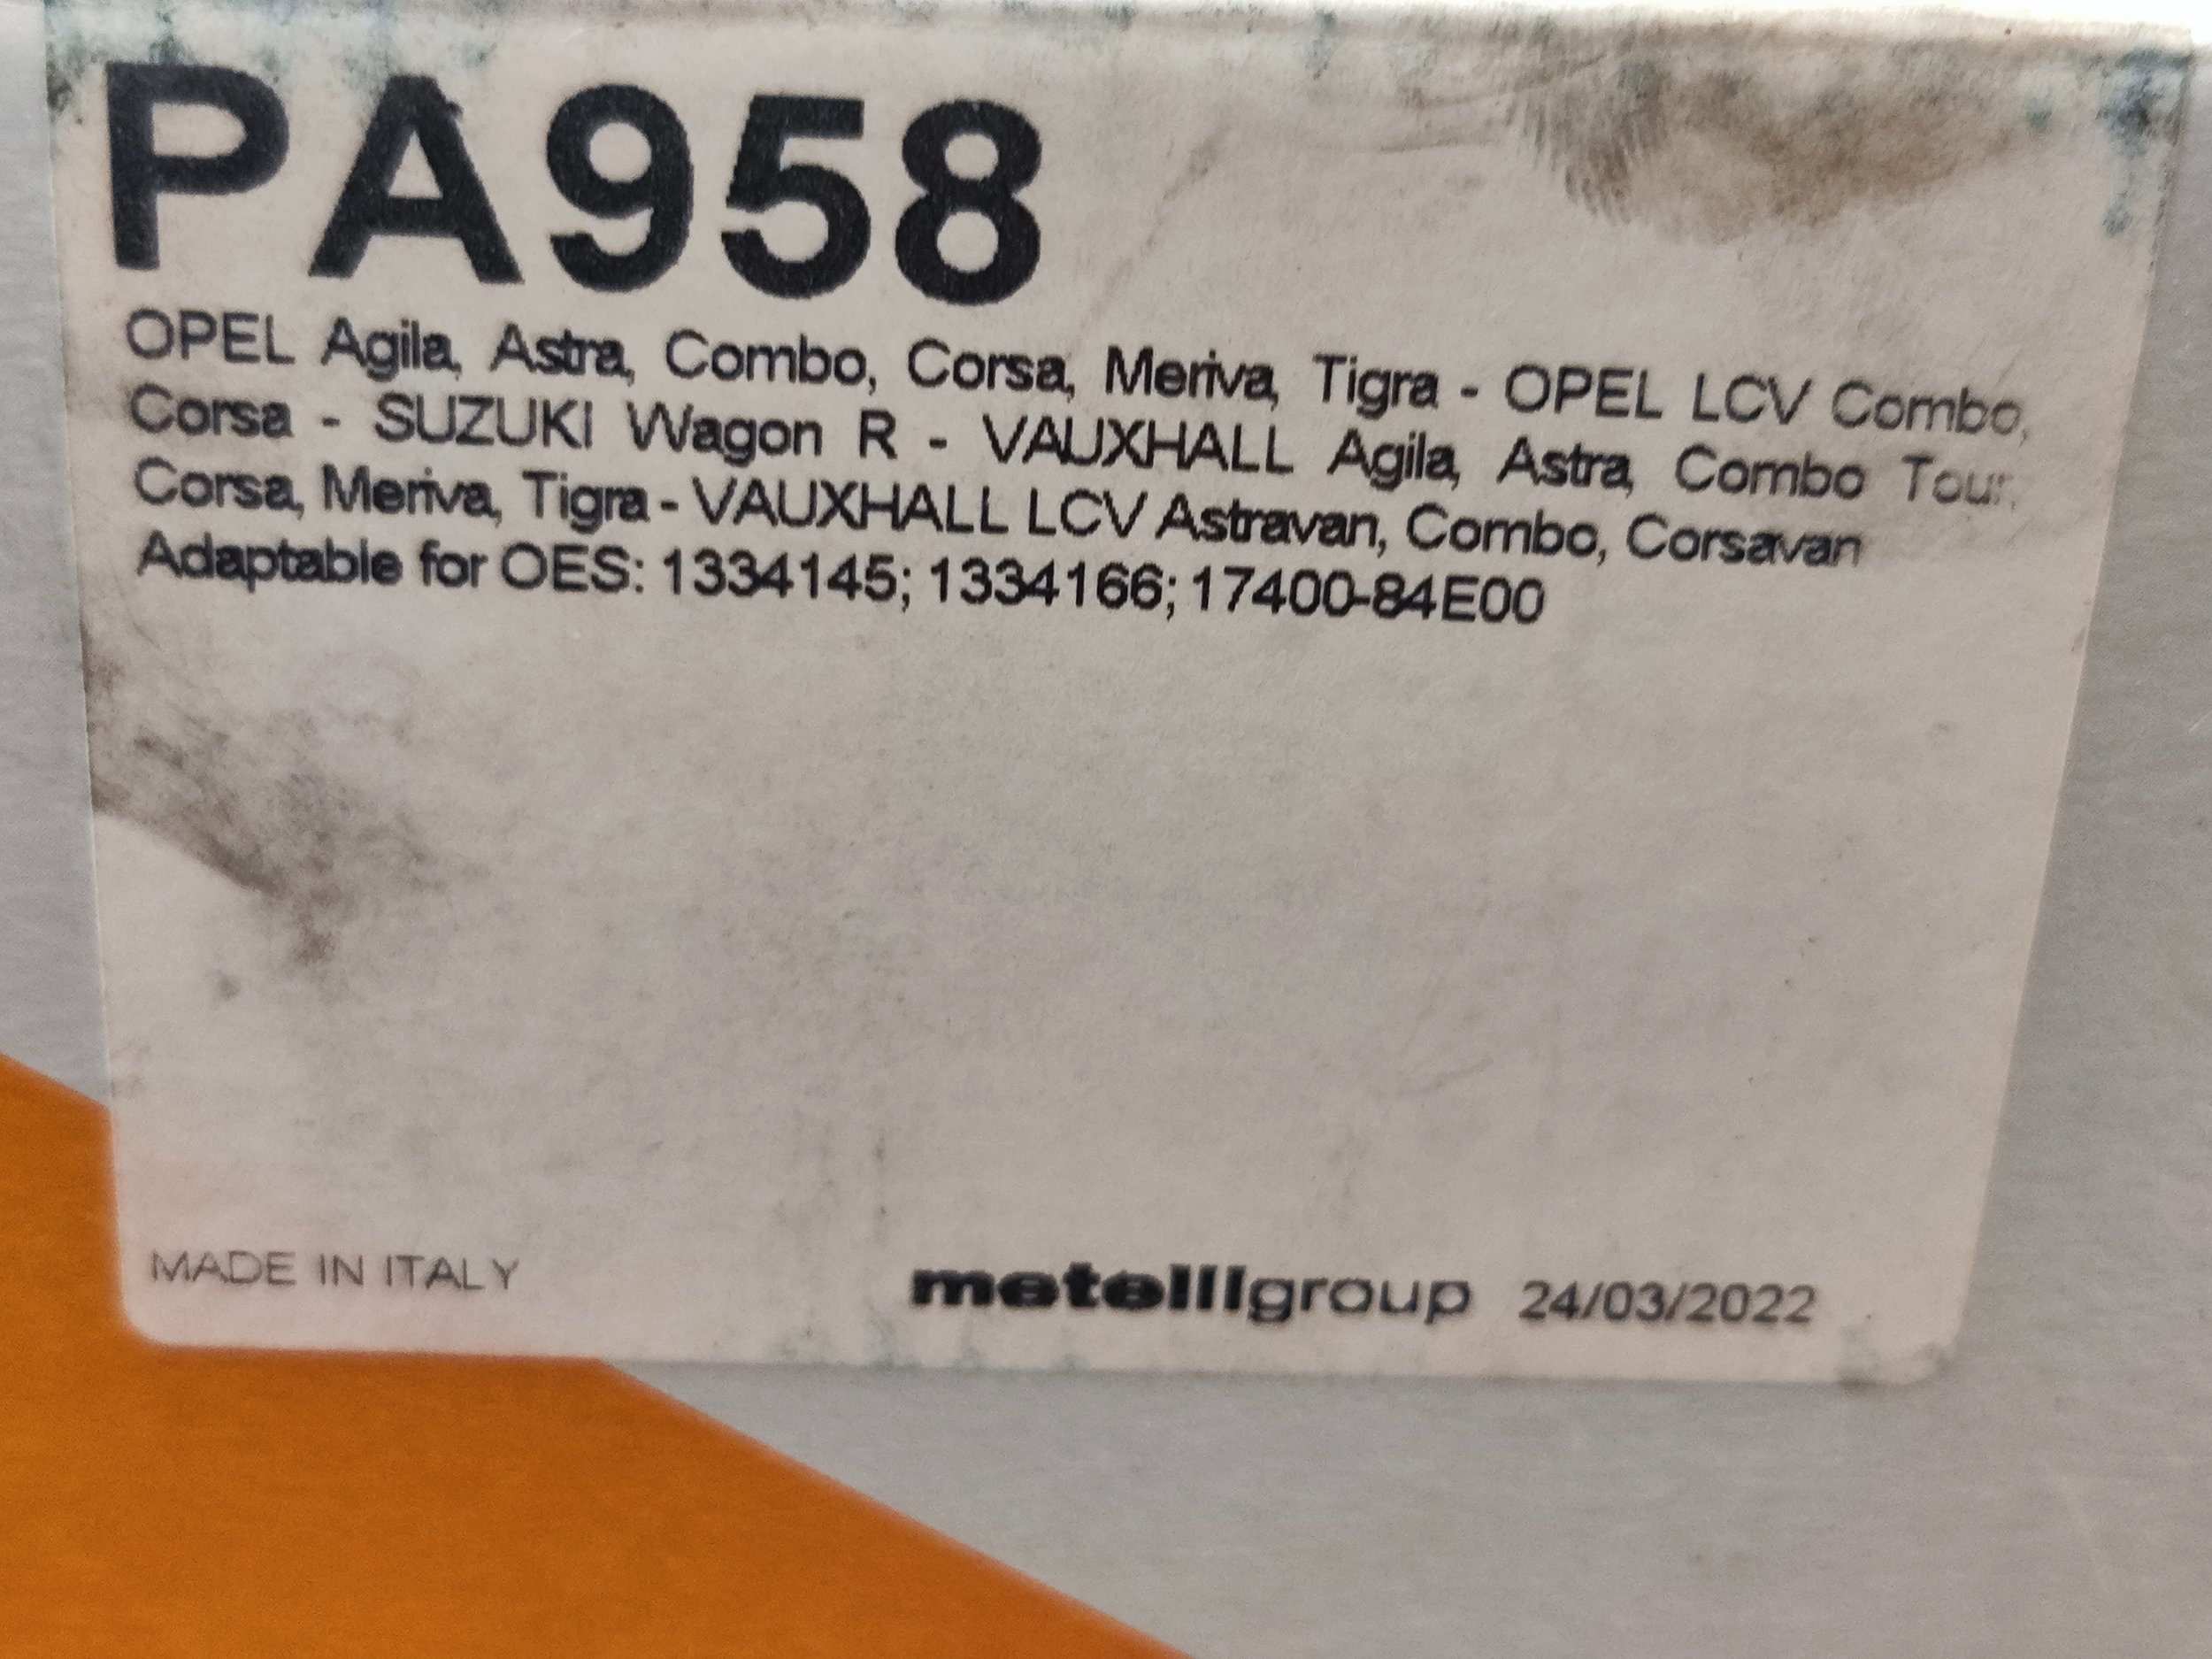 PA958
OPEL Agila, Astra, Combo, Corsa, Meriva, Tigra - OPEL LCV Combo,
Corsa - SUZUKI Wagon R - VAUXHALL Agila, Astra, Combo Tour,
Corsa, Meriva, Tigra - VAUXHALL LCV Astravan, Combo, Corsavan
Adaptable for OES: 1334145; 1334166; 17400-84E00
MADE IN ITALY metelligroup 24/03/2022